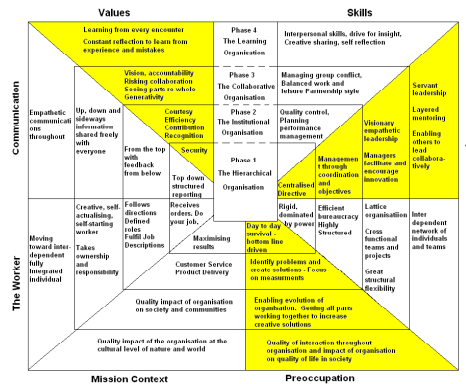 Values
Skills
Learning from every encounter
Constant reflection to learn from
experience and mistakes
Phase 4
The Learning
Organisation
Interpersonal skills, drive for insight,
Creative sharing, self reflection
Vision, accountability
Risking collaboration
Seeing parts to whole
Generativity
Phase 3
The Collaborative
Organisation
Managing group conflict,
Balanced work and
leisure Partnership style
Servant
leadership
Layered
mentoring
Enabling
others to
lead
collabora-
tively
Communication
Empathetic
communicati
ons
throughout
Up, down and
sideways
Information
shared freely
with
everyone
Courtesy
Efficiency
Contribution
Recognition
Phase 2
The Institutional
Organisation
Quality control,
Planning
performance
management
Visionary
empathetic
leadership
Managers
facilitate and
encourage
innovation
From the top
with
feedback
from below
Security
Phase 1
The Hierarchical
Organisation
Managemen
t through
coordination
and
objectives
Top down
structured
reporting
Centralised
Directive
The Worker
Moving
toward inter-
dependent
fully
Integrated
individual
Creative, self-
actualising,
self-starting
worker
Takes
ownership
and
responsibility
Follows
directions
Defined
roles
Fulfil Job
Descriptions
Receives
orders. Do
your job.
Rigid,
dominated
by power
Efficient
bureaucracy
Highly
Structured
Lattice
organisation
Cross
functional
teams and
projects
Great
structural
flexibility
Inter
dependent
network of
individuals
and teams
Maximising
results
Day to day
survival -
bottom line
driven
Customer Service
Product Delivery
Identify problems and
create solutions - Focus
on measurments
Quality impact of organisation
on society and communities
Enabling evolution of
organisation. Getting all parts
working together to increase
creative solutions
Quality impact of the organisation at the
cultural level of nature and world
Quality of interaction throughout
organisation and impact of organisation
on quality of life in society
Mission Context
Preoccupation